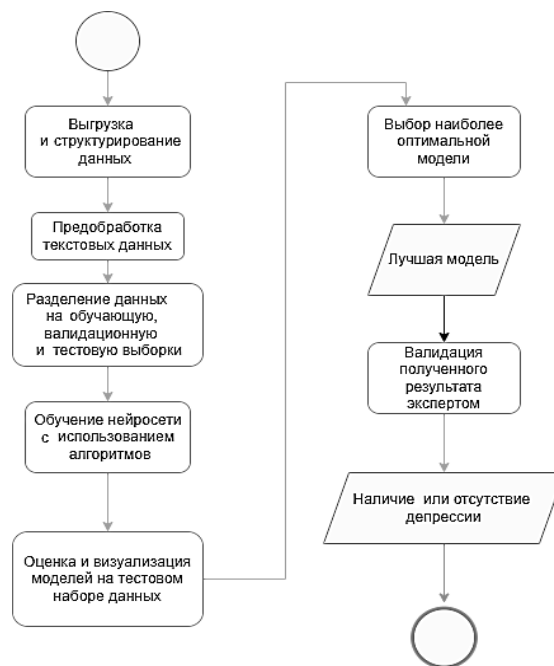 Выгрузка
и структурирование
данных
Предобработка
текстовых данных
Разделение данных
на обучающую,
валидационную
и тестовую выборки
Обучение нейросети
с использованием
алгоритмов
Оценка и визуализация
моделей на тестовом
наборе данных
Выбор наиболее
оптимальной
модели
Лучшая модель
Валидация
полученного
результата
экспертом
Наличие или отсутствие
депрессии